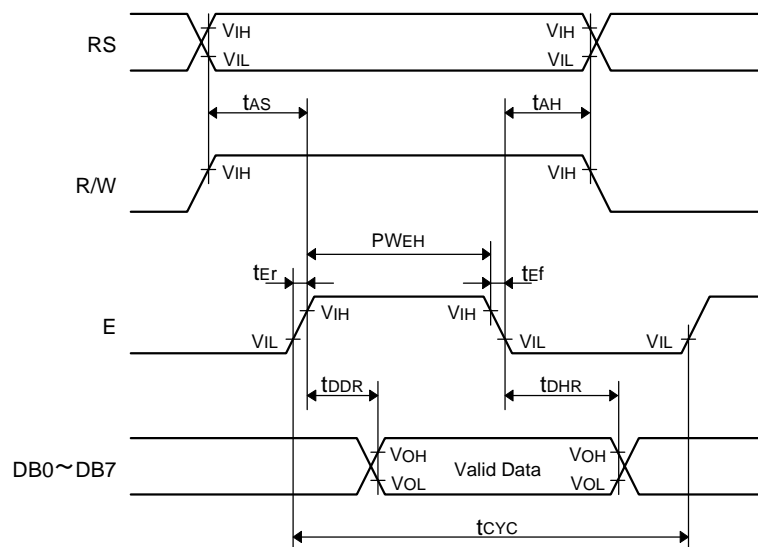 RS
VIH
VIL
VIH
VIL
tAS
tAH
R/W
VIH
VIH
PWEH
tEr
tEf
E
VIH
VIH
VIL
VIL
VIL
tDDR
tDHR
DB0～DB7
VOH
VOL
Valid Data
VOH
VOL
tCYC